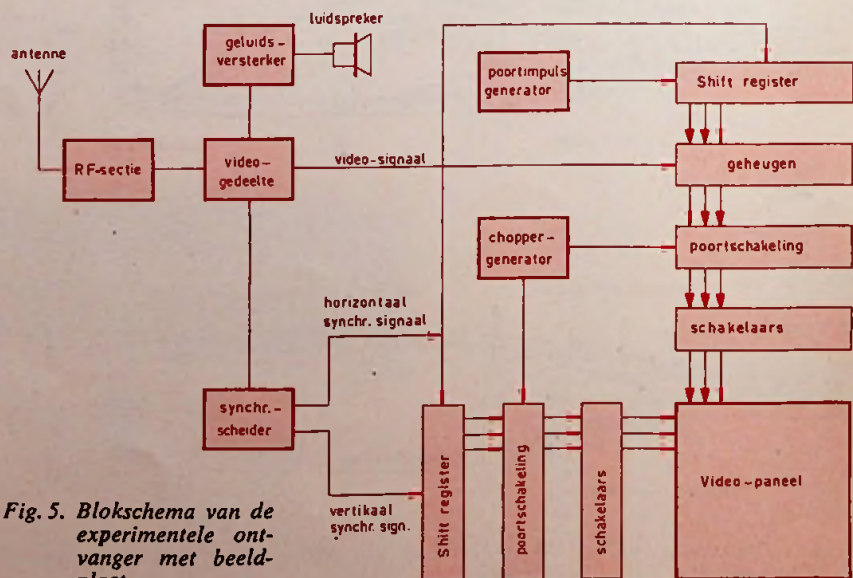 luidspreker
antenne
geluids-
versterker
poortimpuls
generator
Shift register
RF-sectie
video-
gedeelte
video-signaal
geheugen
chopper-
generator
poortschakeling
horizontaal
synchr. signaal
schakelaars
synchr.-
scheider
Shift register
poortschakeling
schakelaars
Video-paneel
vertikaal
synchr. sign.
Fig. 5. Blokschema van de
experimentele ont-
vanger met beeld-
plaat